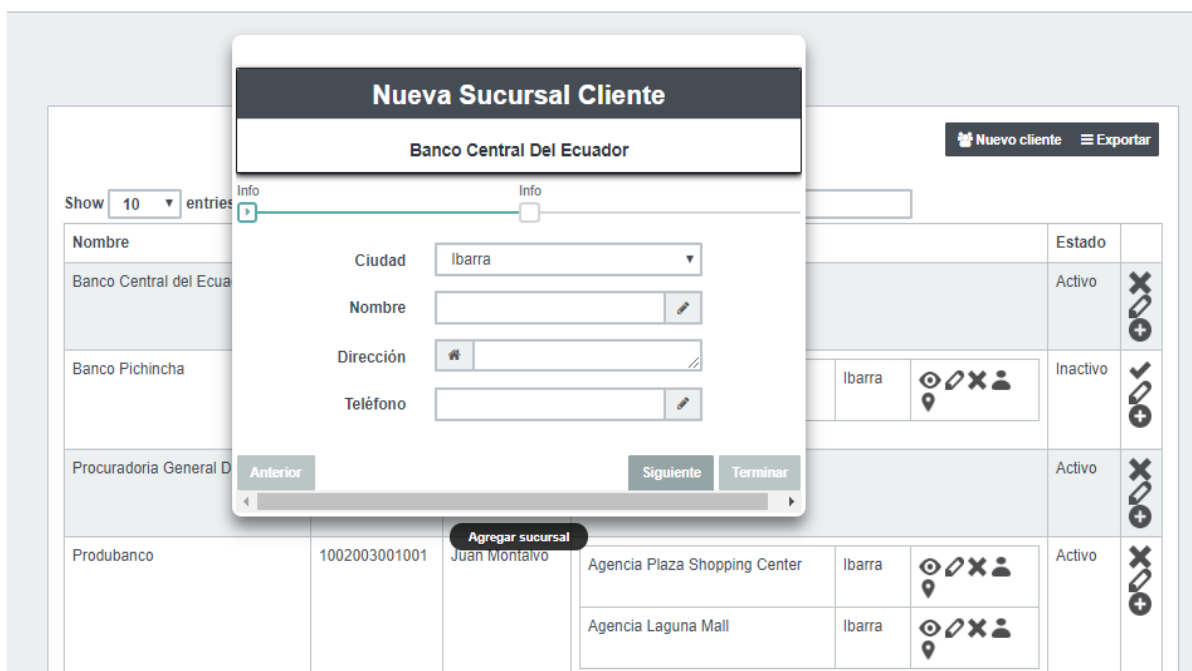 Nueva Sucursal Cliente
Banco Central Del Ecuador
Nuevo cliente Exportar
Show 10 entries
Info Info
Nombre Estado
Ciudad Ibarra
Nombre
Dirección
Teléfono
Anterior Siguiente Terminar
Agregar sucursal
Banco Central del Ecua Activo
Banco Pichincha Ibarra Inactivo
Procuradoria General D Activo
Produbanco 1002003001001 Juan Montalvo Agencia Plaza Shopping Center Ibarra Activo
Agencia Laguna Mall Ibarra